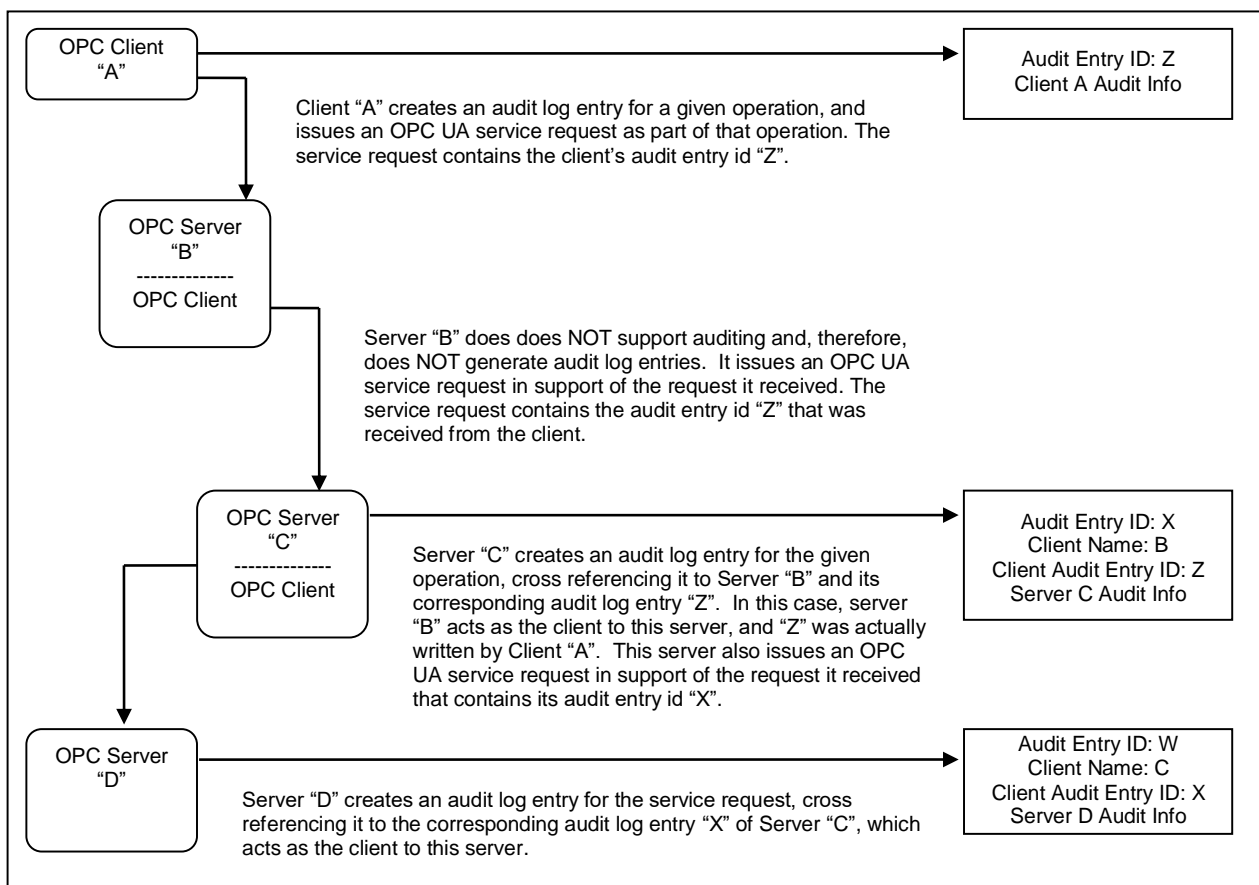 OPC Client
“A”
Audit Entry ID: Z
Client A Audit Info
Client “A” creates an audit log entry for a given operation, and
issues an OPC UA service request as part of that operation. The
service request contains the client’s audit entry id “Z”.
OPC Server
“B”
--------------
OPC Client
Server “B” does does NOT support auditing and, therefore,
does NOT generate audit log entries. It issues an OPC UA
service request in support of the request it received. The
service request contains the audit entry id “Z” that was
received from the client.
OPC Server
“C”
--------------
OPC Client
Audit Entry ID: X
Client Name: B
Client Audit Entry ID: Z
Server C Audit Info
Server “C” creates an audit log entry for the given
operation, cross referencing it to Server “B” and its
corresponding audit log entry “Z”. In this case, server
“B” acts as the client to this server, and “Z” was actually
written by Client “A”. This server also issues an OPC
UA service request in support of the request it received
that contains its audit entry id “X”.
OPC Server
“D”
Audit Entry ID: W
Client Name: C
Client Audit Entry ID: X
Server D Audit Info
Server “D” creates an audit log entry for the service request, cross
referencing it to the corresponding audit log entry “X” of Server “C”, which
acts as the client to this server.